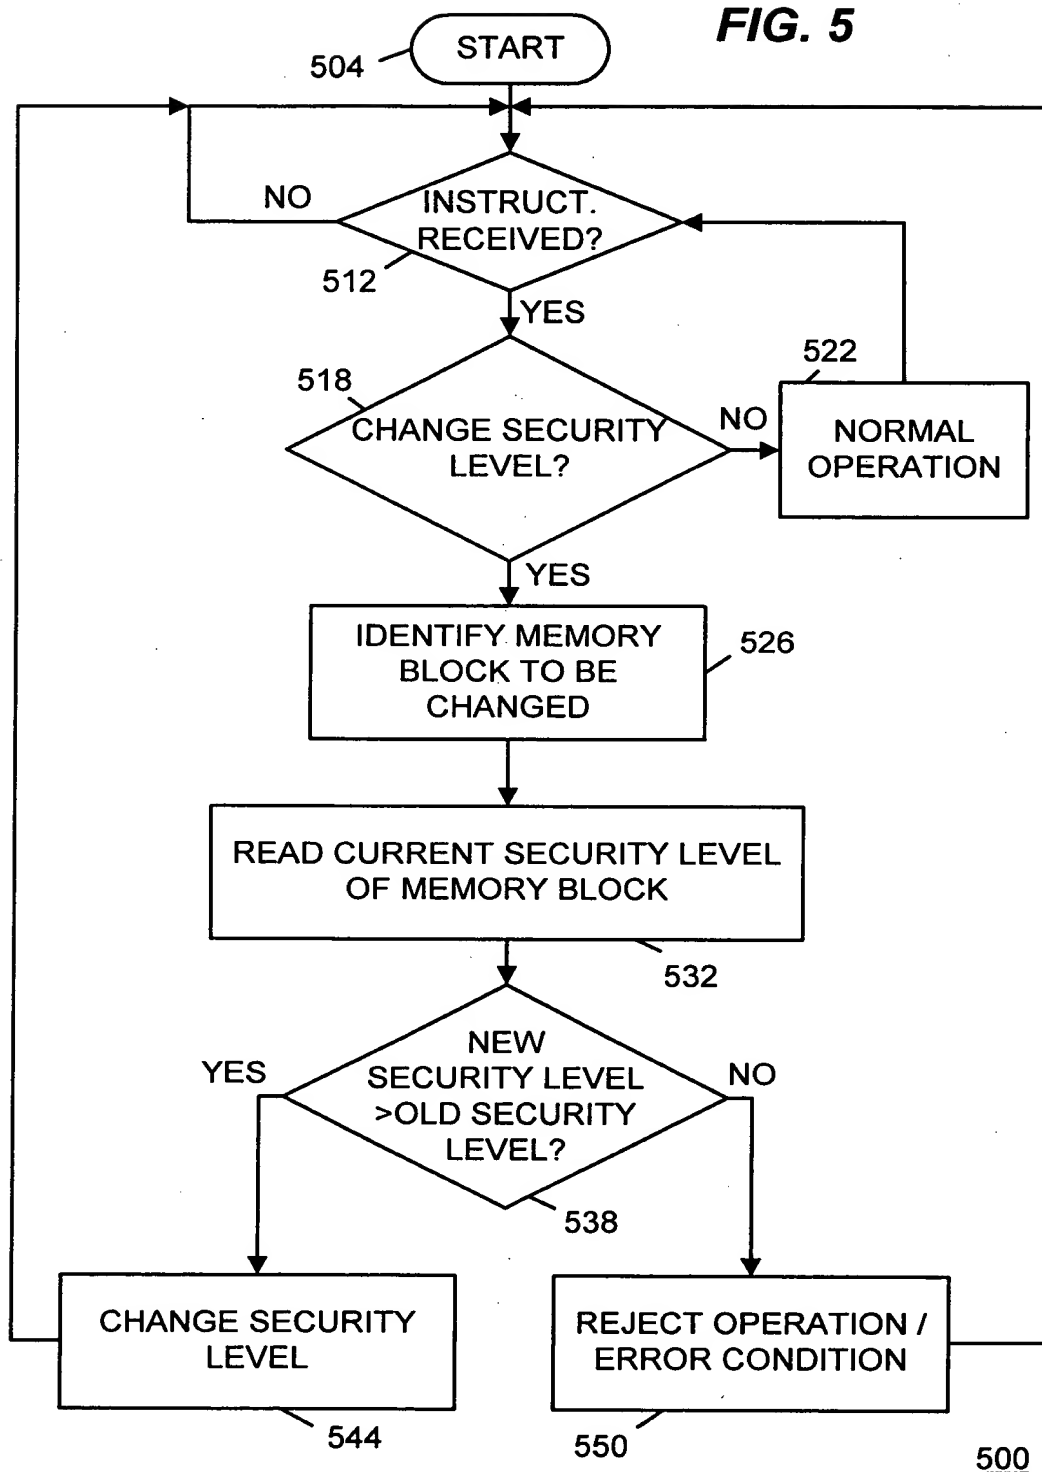 FIG. 5
START
504
NO
INSTRUCT.
RECEIVED?
512
YES
522
518
CHANGE SECURITY
LEVEL?
NO
NORMAL
OPERATION
YES
IDENTIFY MEMORY
BLOCK TO BE
CHANGED
526
READ CURRENT SECURITY LEVEL
OF MEMORY BLOCK
532
YES
NEW
SECURITY LEVEL
>OLD SECURITY
LEVEL?
NO
538
CHANGE SECURITY
LEVEL
REJECT OPERATION /
ERROR CONDITION
544
550
500